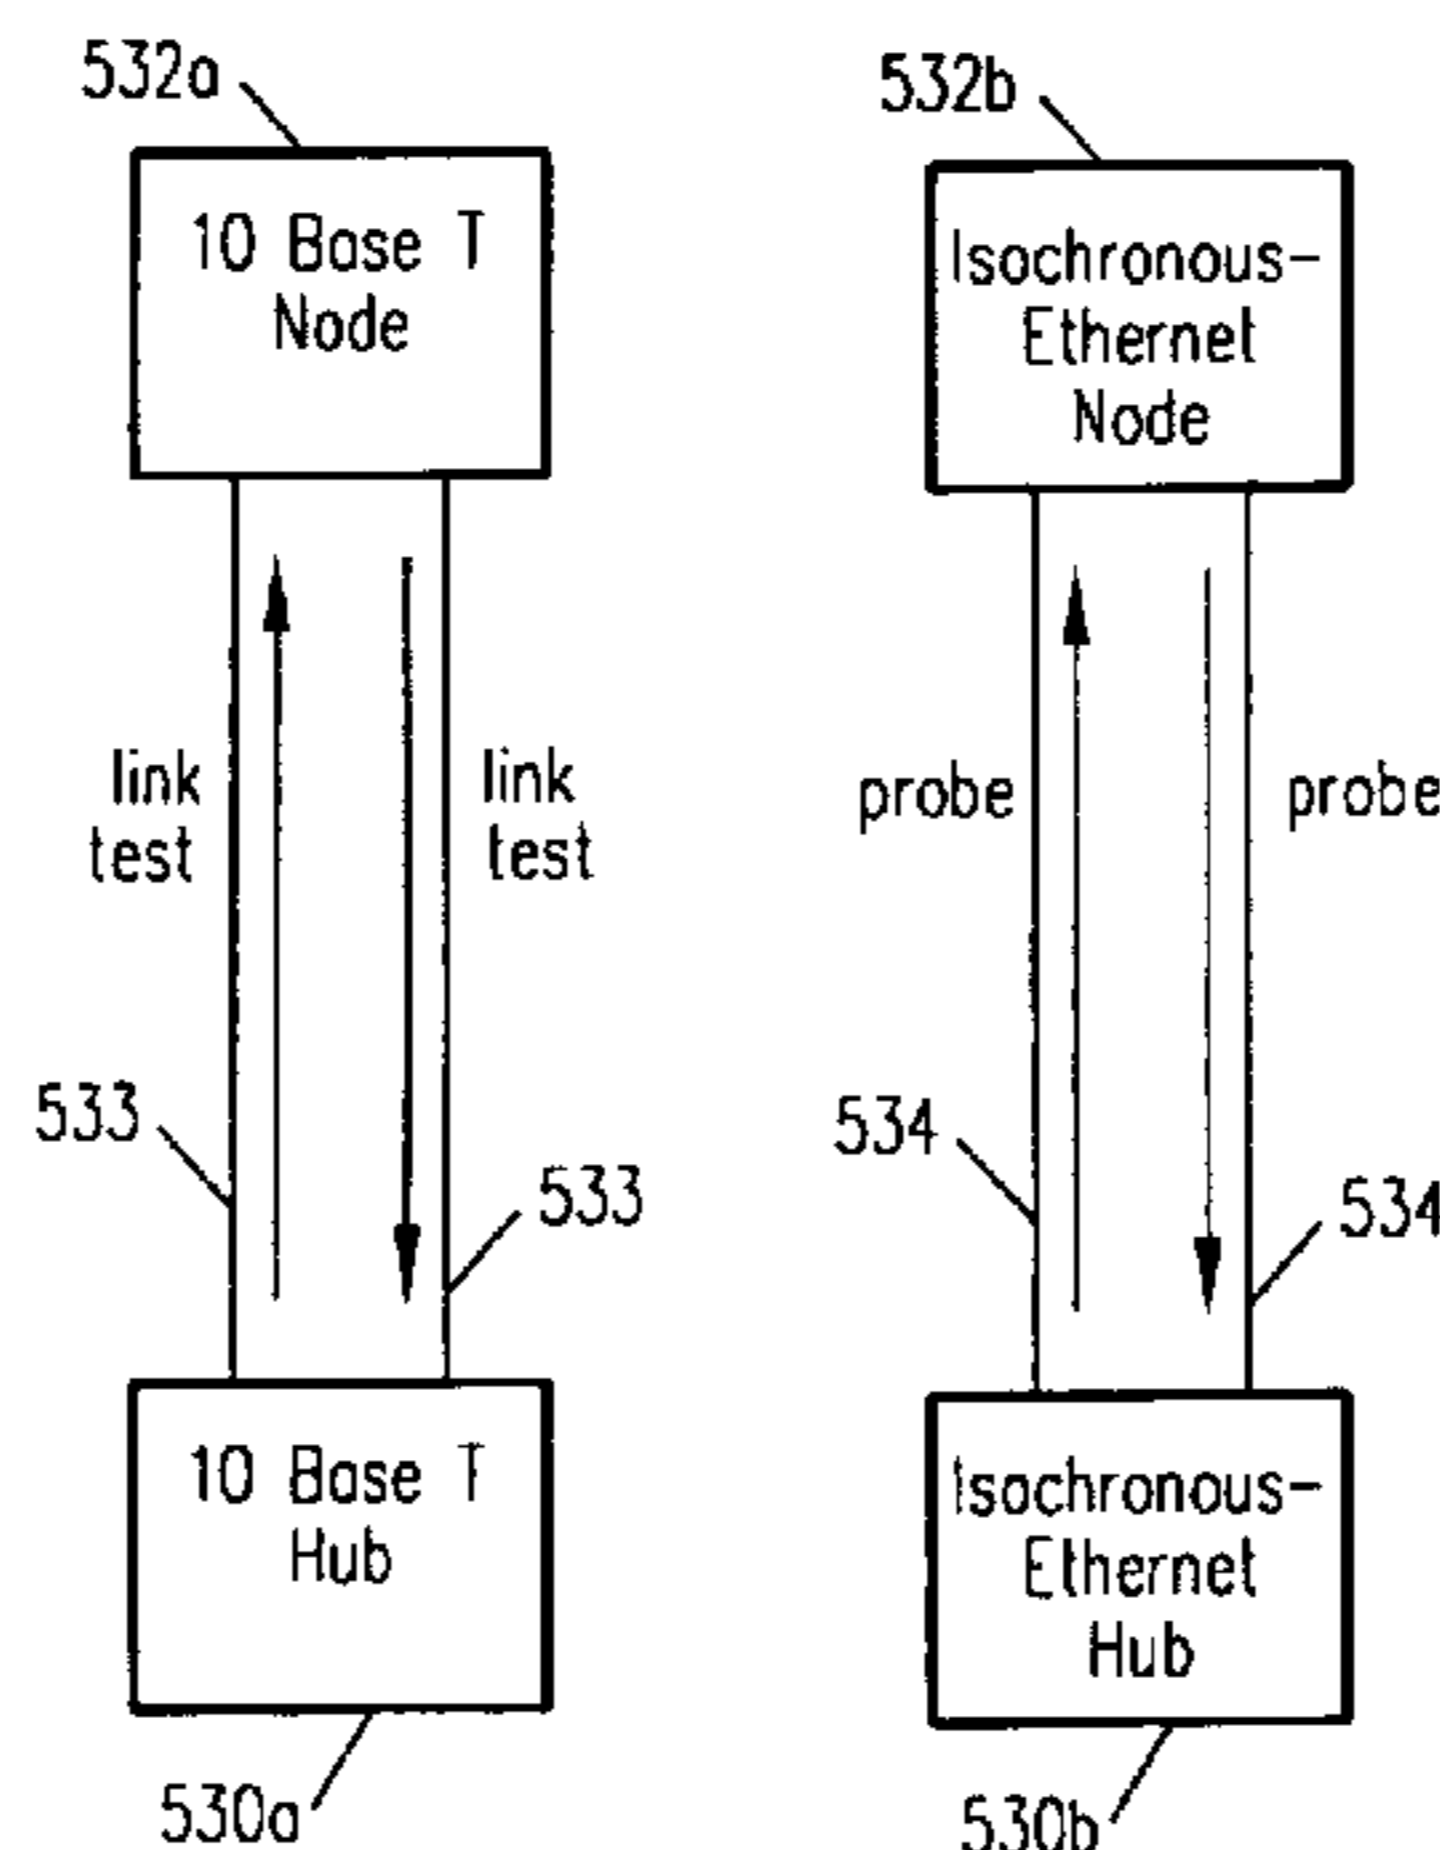 532a
10 Base T
Node
link
test
link
test
533
533
10 Base T
Hub
530a
532b
Isochronous-
Ethernet
Node
probe
probe
534
534
Isochronous-
Ethernet
Hub
530b